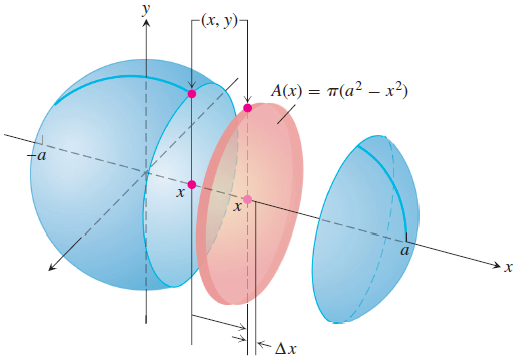 y
(x, y)
A(x) = π(a² – x²)
–a
x
x
a
x
Δx